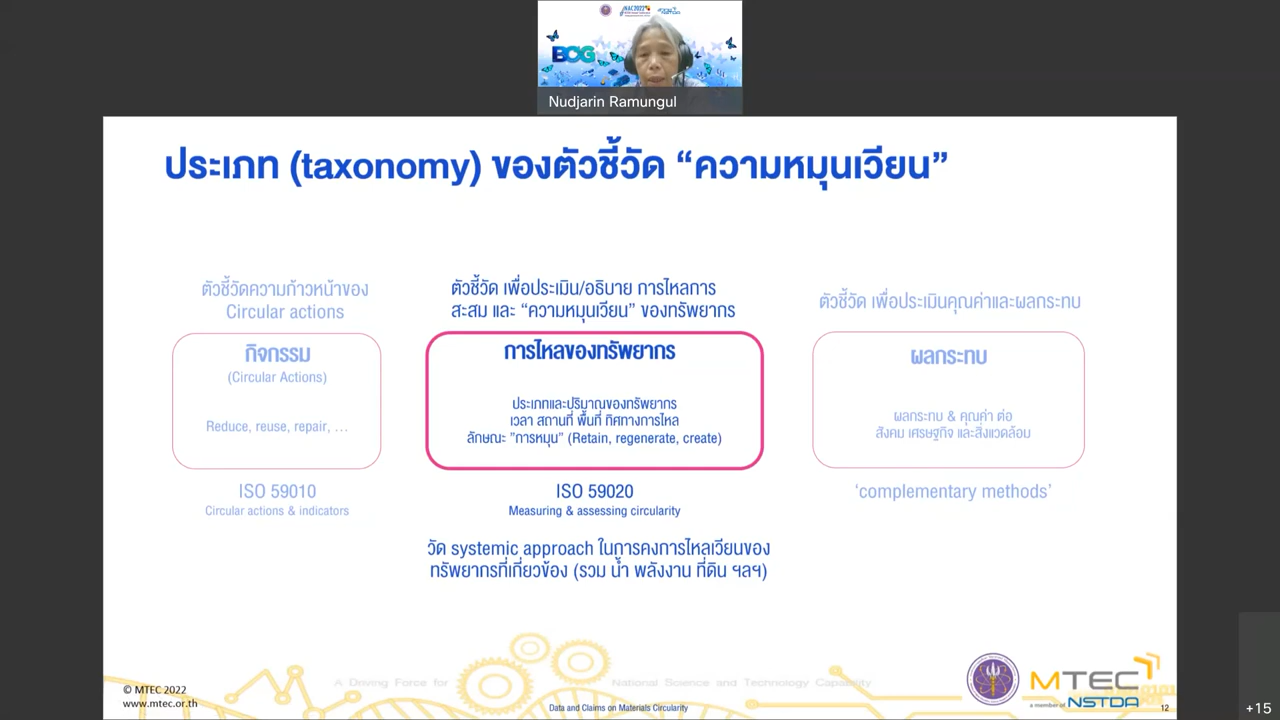 NAC2022
NSTDA
BCG
Nudjarin Ramungul
ประเภท (taxonomy) ของตัวชี้วัด “ความหมุนเวียน”
ตัวชี้วัดความก้าวหน้าของ
Circular actions
กิจกรรม
(Circular Actions)
Reduce, reuse, repair, …
ISO 59010
Circular actions & indicators
ตัวชี้วัด เพื่อประเมิน/อธิบาย การไหลการ
สะสม และ “ความหมุนเวียน” ของทรัพยากร
การไหลของทรัพยากร
ประเภทและปริมาณของทรัพยากร
เวลา สถานที่ พื้นที่ ทิศทางการไหล
ลักษณะ ”การหมุน” (Retain, regenerate, create)
ISO 59020
Measuring & assessing circularity
วัด systemic approach ในการคงการไหลเวียนของ
ทรัพยากรที่เกี่ยวข้อง (รวม น้ำ พลังงาน ที่ดิน ฯลฯ)
ตัวชี้วัด เพื่อประเมินคุณค่าและผลกระทบ
ผลกระทบ
ผลกระทบ & คุณค่า ต่อ
สังคม เศรษฐกิจ และสิ่งแวดล้อม
‘complementary methods’
A Driving Force for National Science and Technology Capability
© MTEC 2022
www.mtec.or.th
Data and Claims on Materials Circularity
MTEC
a member of NSTDA
12
+15